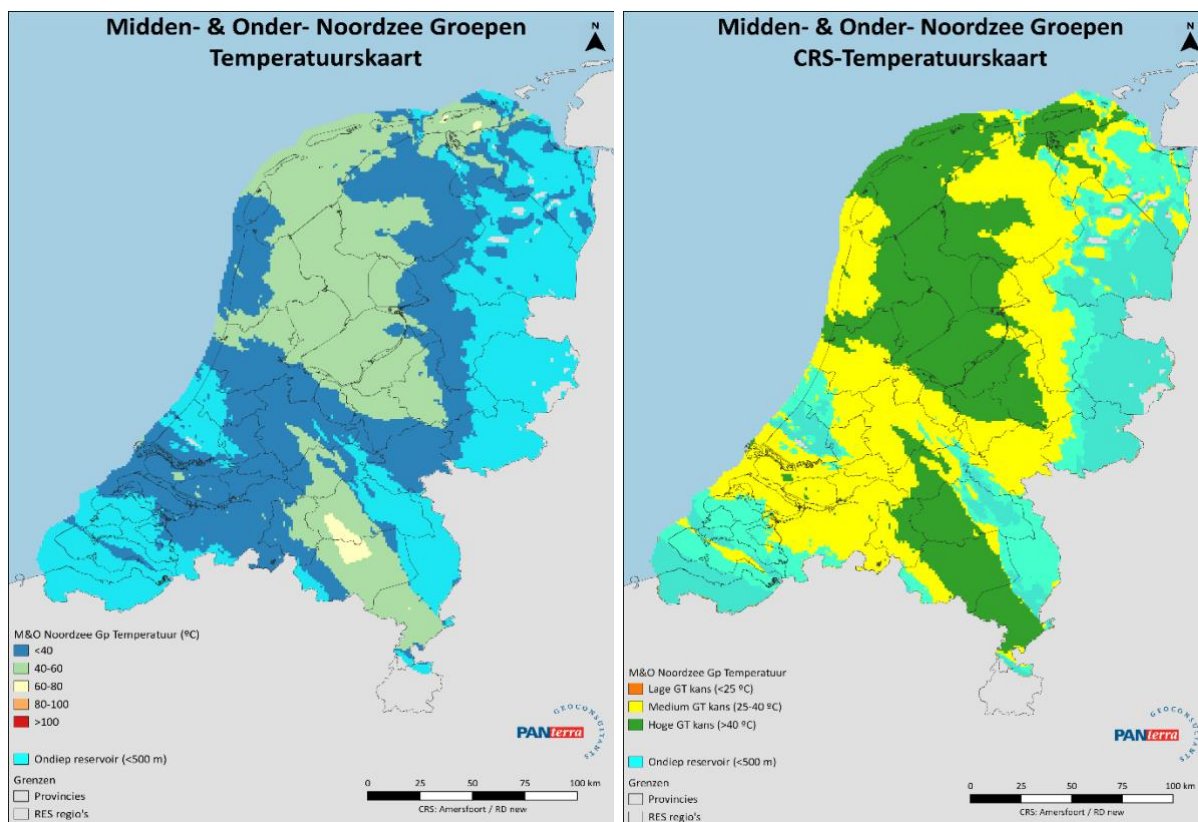 Midden- & Onder- Noordzee Groepen
Temperatuurskaart
N
M&O Noordzee Gp Temperatuur (ºC)
<40
40-60
60-80
80-100
>100
Ondiep reservoir (<500 m)
Grenzen
Provincies
RES regio's
PANterra
GEOCONSULTANTS
0 25 50 75 100 km
CRS: Amersfoort / RD new
Midden- & Onder- Noordzee Groepen
CRS-Temperatuurskaart
N
M&O Noordzee Gp Temperatuur
Lage GT kans (<25 ºC)
Medium GT kans (25-40 ºC)
Hoge GT kans (>40 ºC)
Ondiep reservoir (<500 m)
Grenzen
Provincies
RES regio's
PANterra
GEOCONSULTANTS
0 25 50 75 100 km
CRS: Amersfoort / RD new